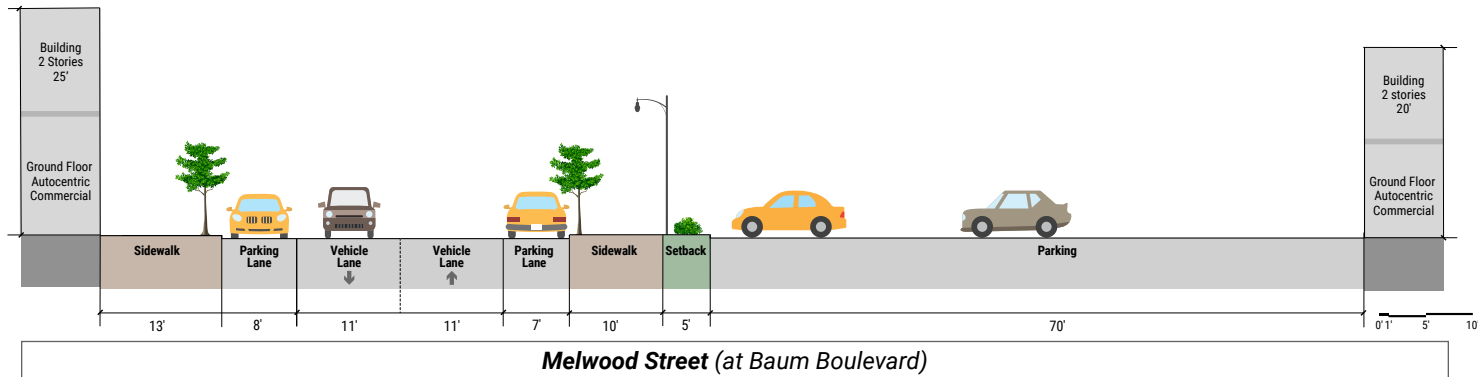 Building
2 Stories
25'
Ground Floor
Autocentric
Commercial
Building
2 stories
20'
Ground Floor
Autocentric
Commercial
Sidewalk
Parking
Lane
Vehicle
Lane
Vehicle
Lane
Parking
Lane
Sidewalk
Setback
Parking
13'
8'
11'
11'
7'
10'
5'
70'
0' 1' 5' 10'
Melwood Street (at Baum Boulevard)